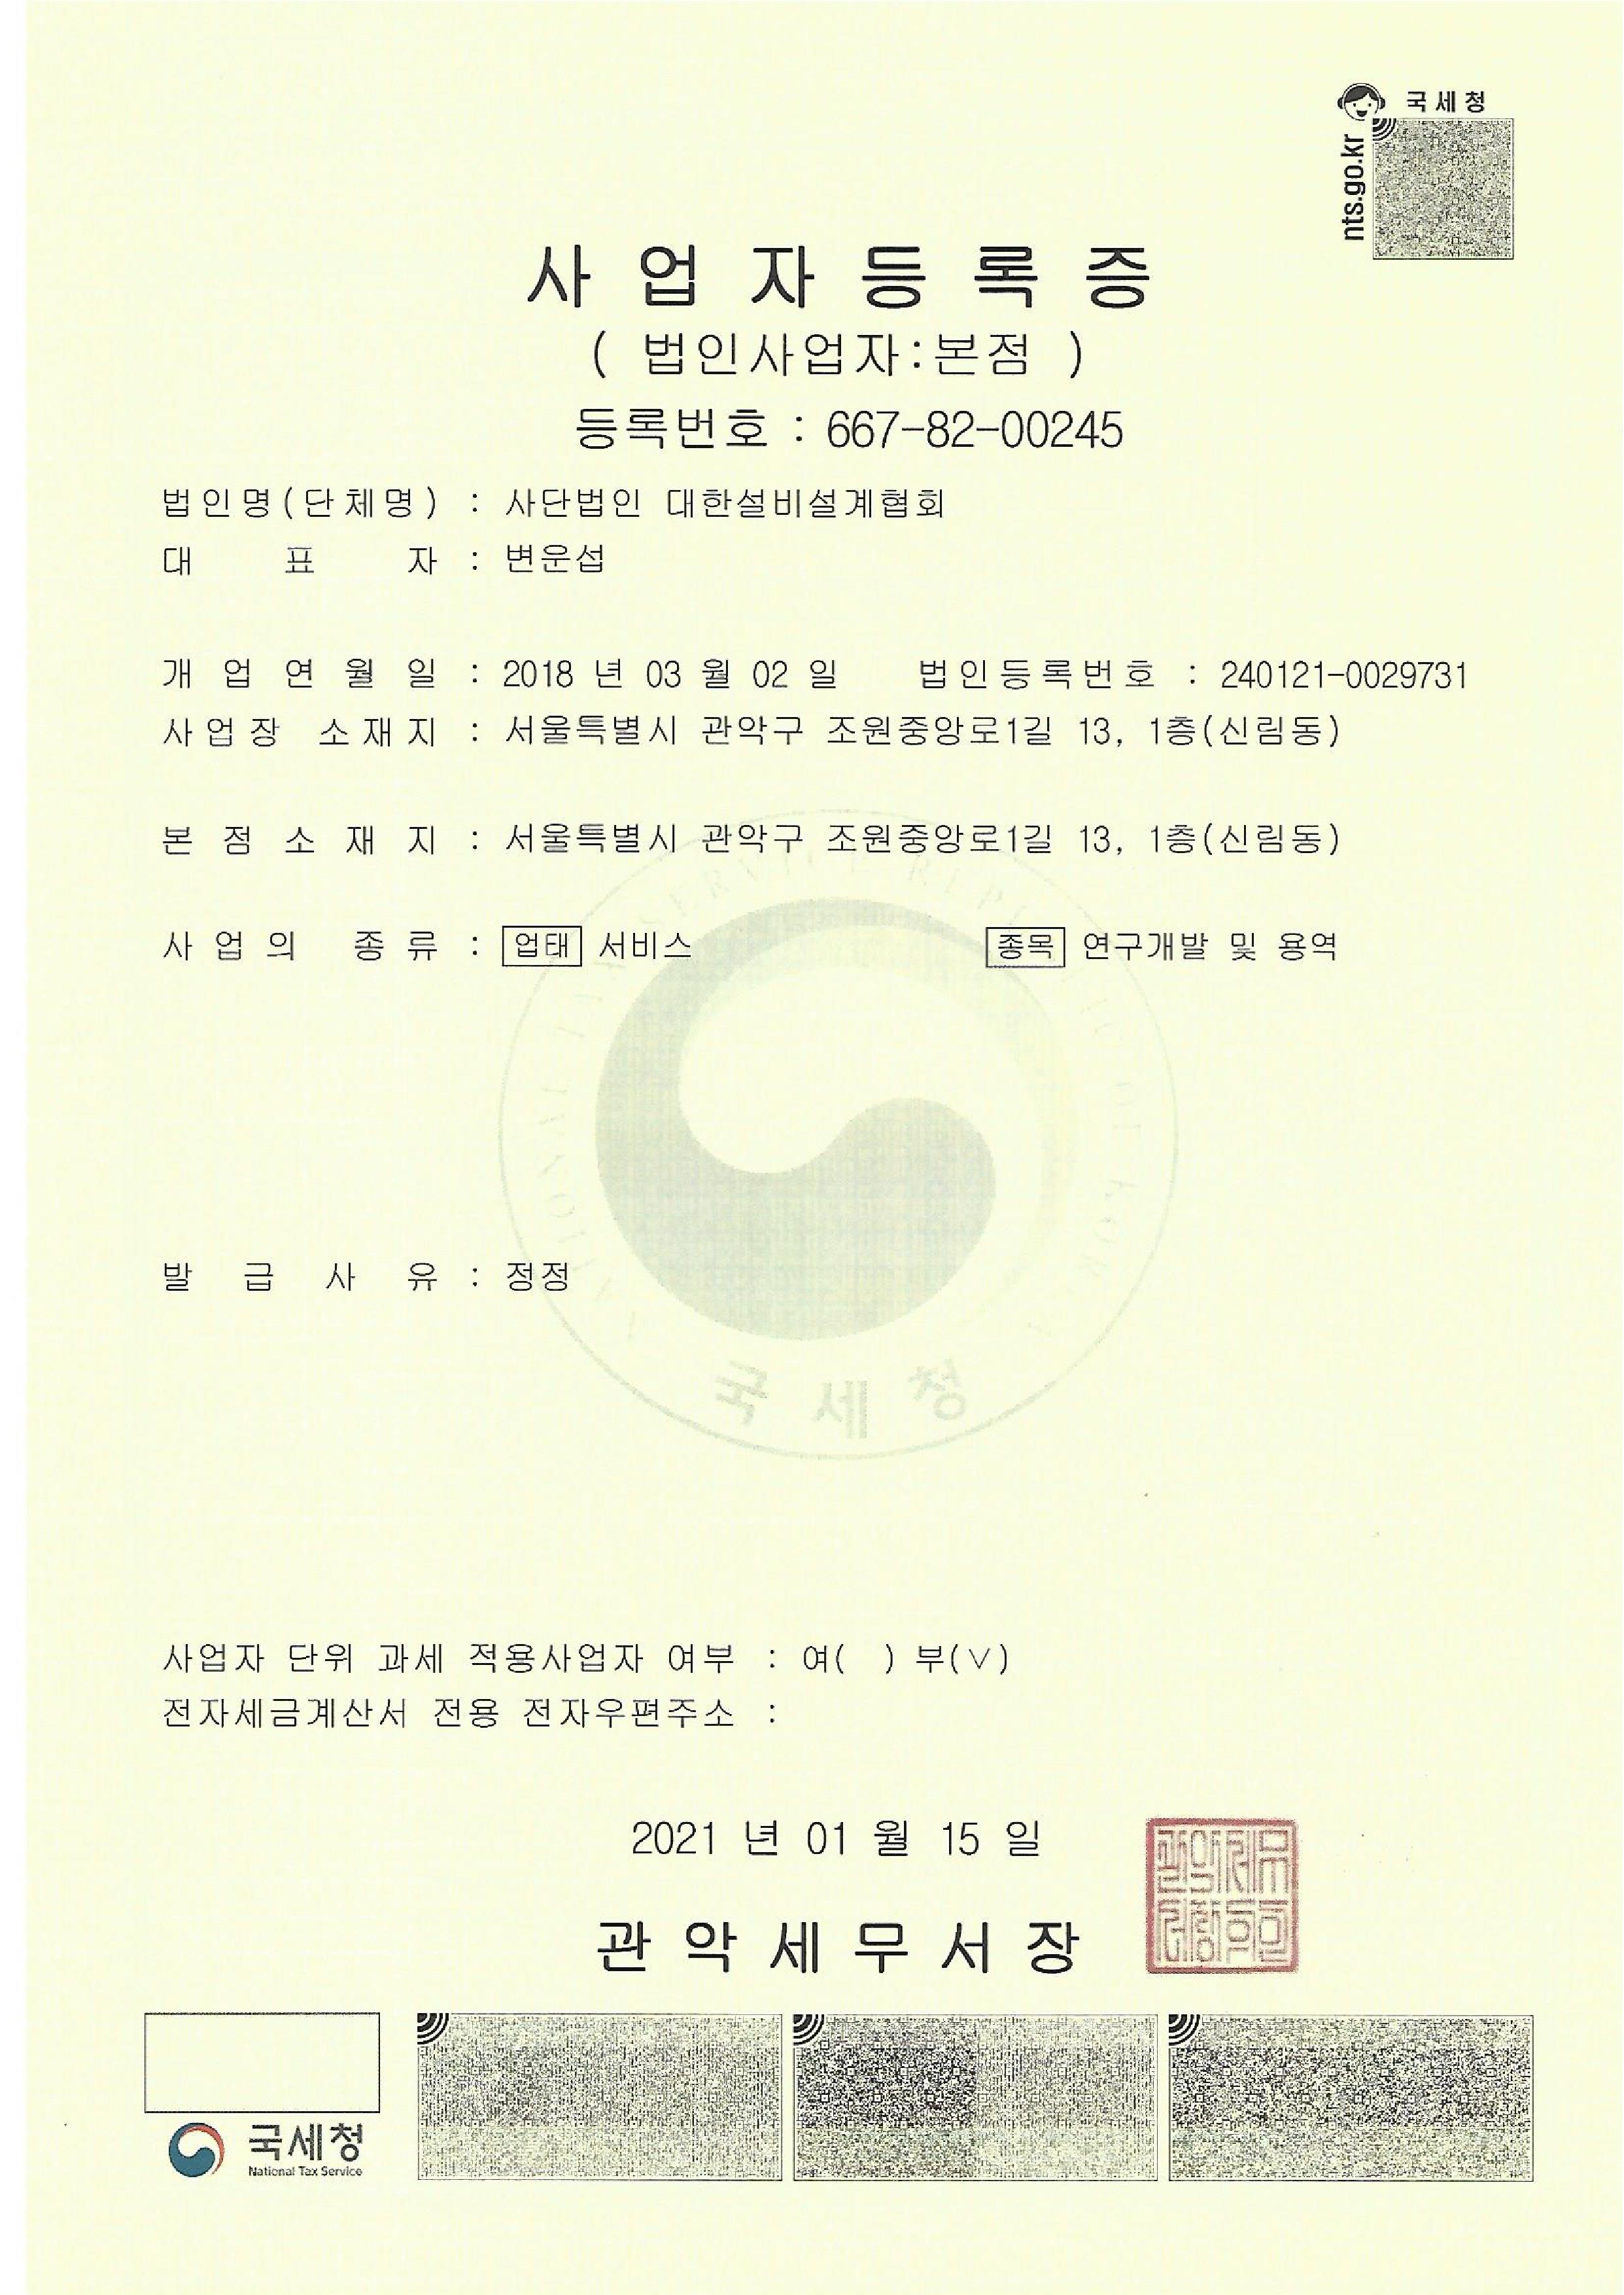 국세청
nts.go.kr
사업자등록증
( 법인사업자:본점 )
등록번호 : 667-82-00245
법인명(단체명) : 사단법인 대한설비설계협회
대 표 자 : 변운섭
개 업 연 월 일 : 2018 년 03 월 02 일 법인등록번호 : 240121-0029731
사업장 소재지 : 서울특별시 관악구 조원중앙로1길 13, 1층(신림동)
본 점 소 재 지 : 서울특별시 관악구 조원중앙로1길 13, 1층(신림동)
사 업 의 종 류 : 업태 서비스 종목 연구개발 및 용역
발 급 사 유 : 정정
국세청
사업자 단위 과세 적용사업자 여부 : 여( ) 부(∨)
전자세금계산서 전용 전자우편주소 :
2021 년 01 월 15 일
관악세무서장
국세청
National Tax Service